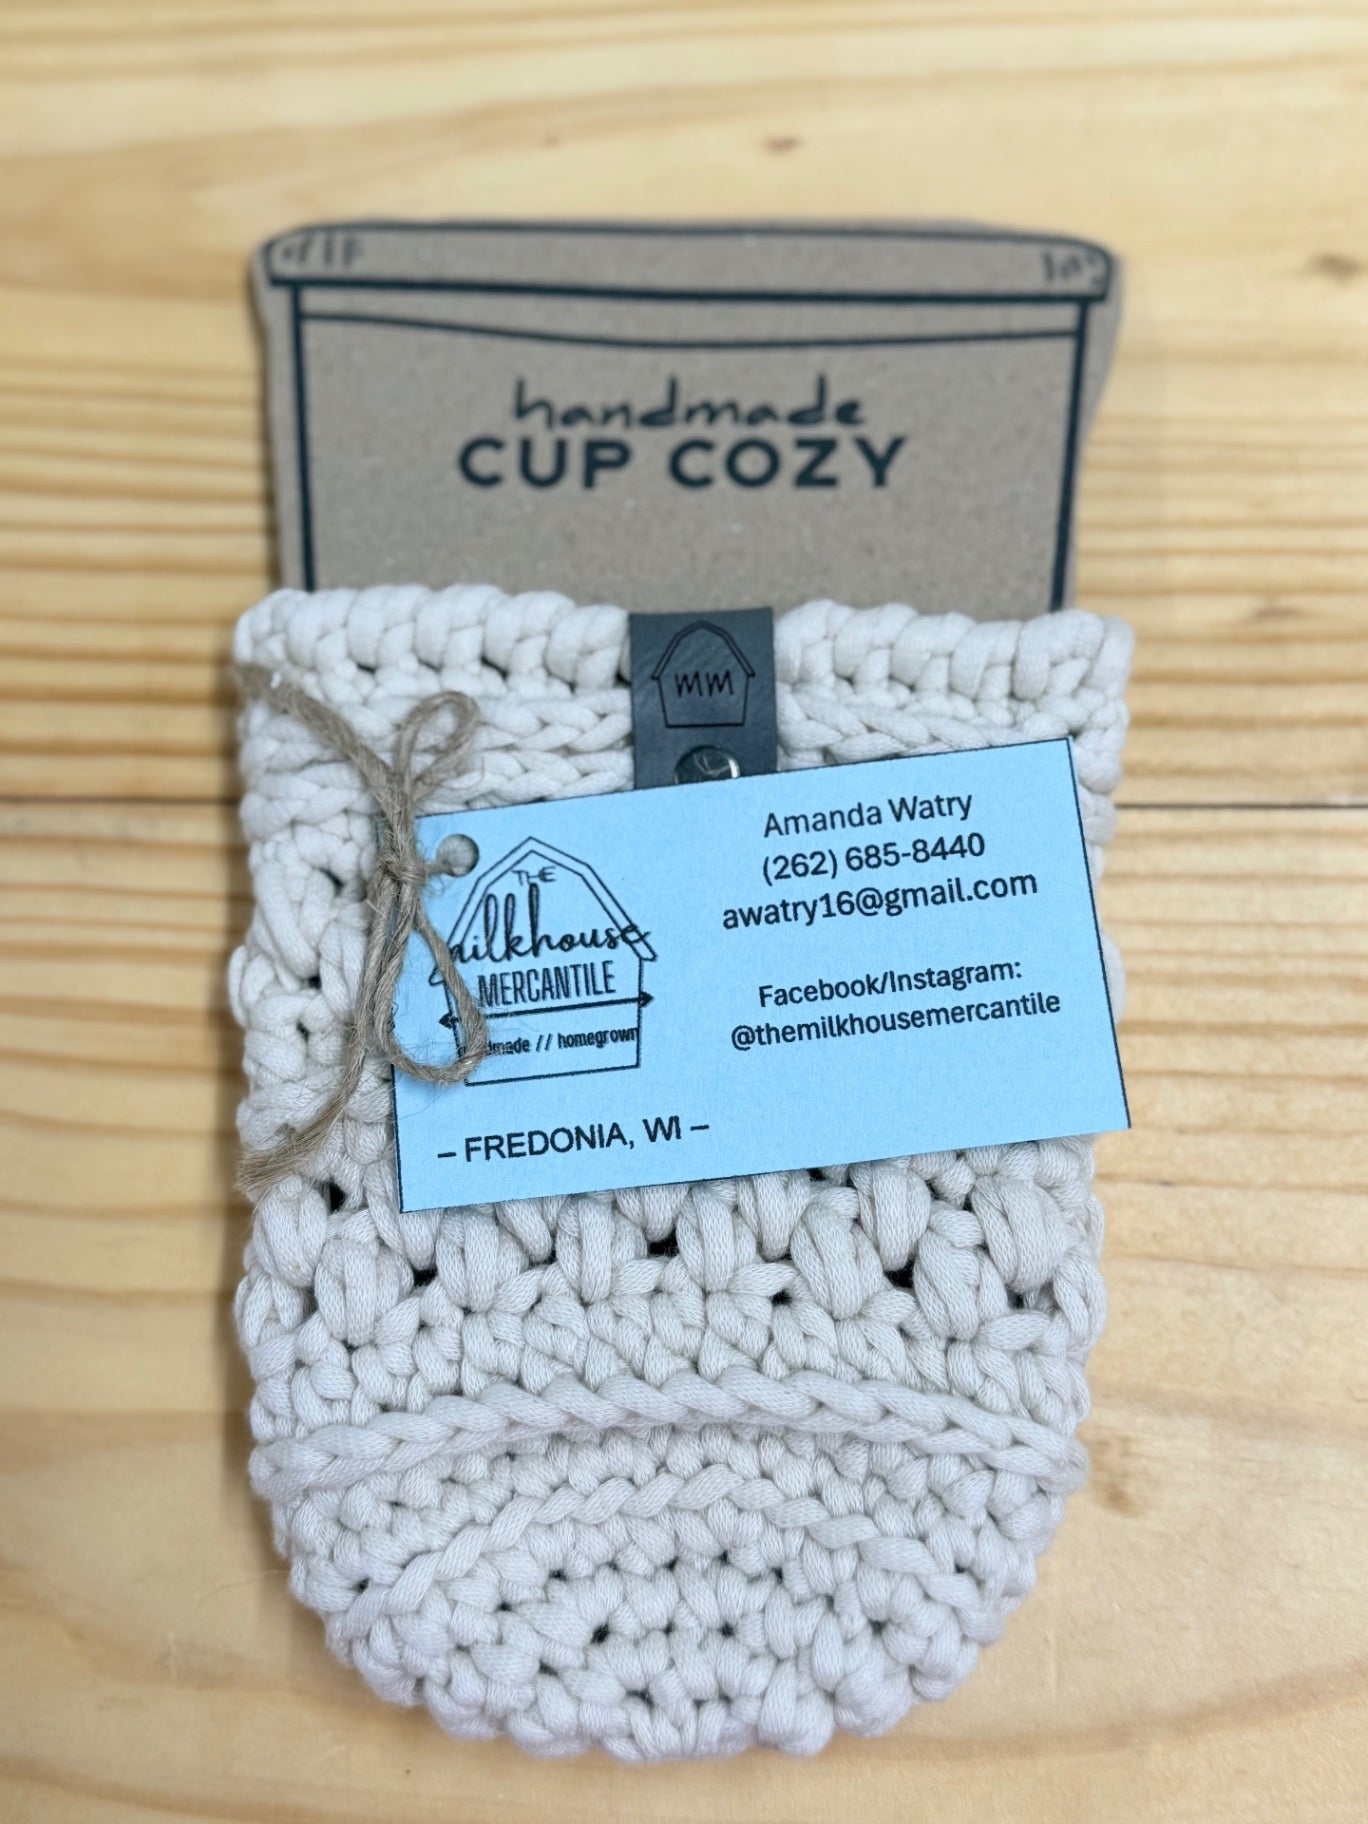 handmade
CUP COZY
MM
THE
milkhouse
MERCANTILE
// homegrown
Amanda Watry
(262) 685-8440
awatry16@gmail.com
Facebook/Instagram:
@themilkhousemercantile
– FREDONIA, WI –